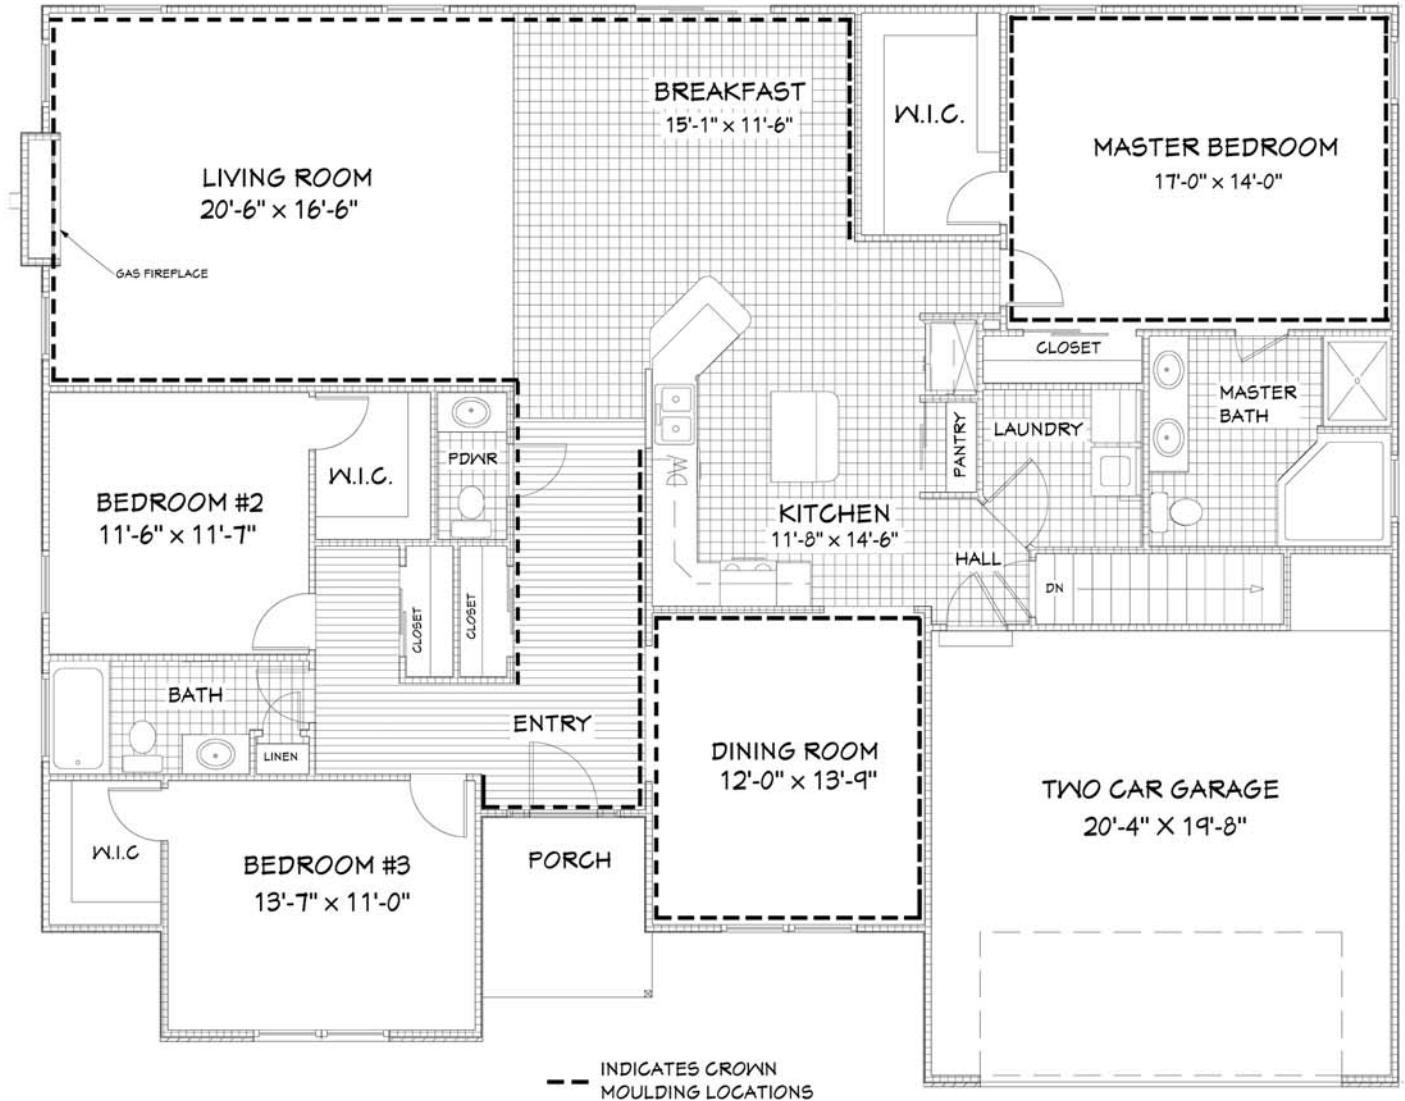 BREAKFAST
15'-1" x 11'-6"
W.I.C.
MASTER BEDROOM
17'-0" x 14'-0"
LIVING ROOM
20'-6" x 16'-6"
GAS FIREPLACE
CLOSET
MASTER
BATH
LAUNDRY
PANTRY
PDWR
W.I.C.
DW
BEDROOM #2
11'-6" x 11'-7"
KITCHEN
11'-8" x 14'-6"
HALL
DN
CLOSET
CLOSET
BATH
ENTRY
LINEN
DINING ROOM
12'-0" x 13'-9"
TWO CAR GARAGE
20'-4" X 19'-8"
W.I.C
BEDROOM #3
13'-7" x 11'-0"
PORCH
INDICATES CROWN
MOULDING LOCATIONS